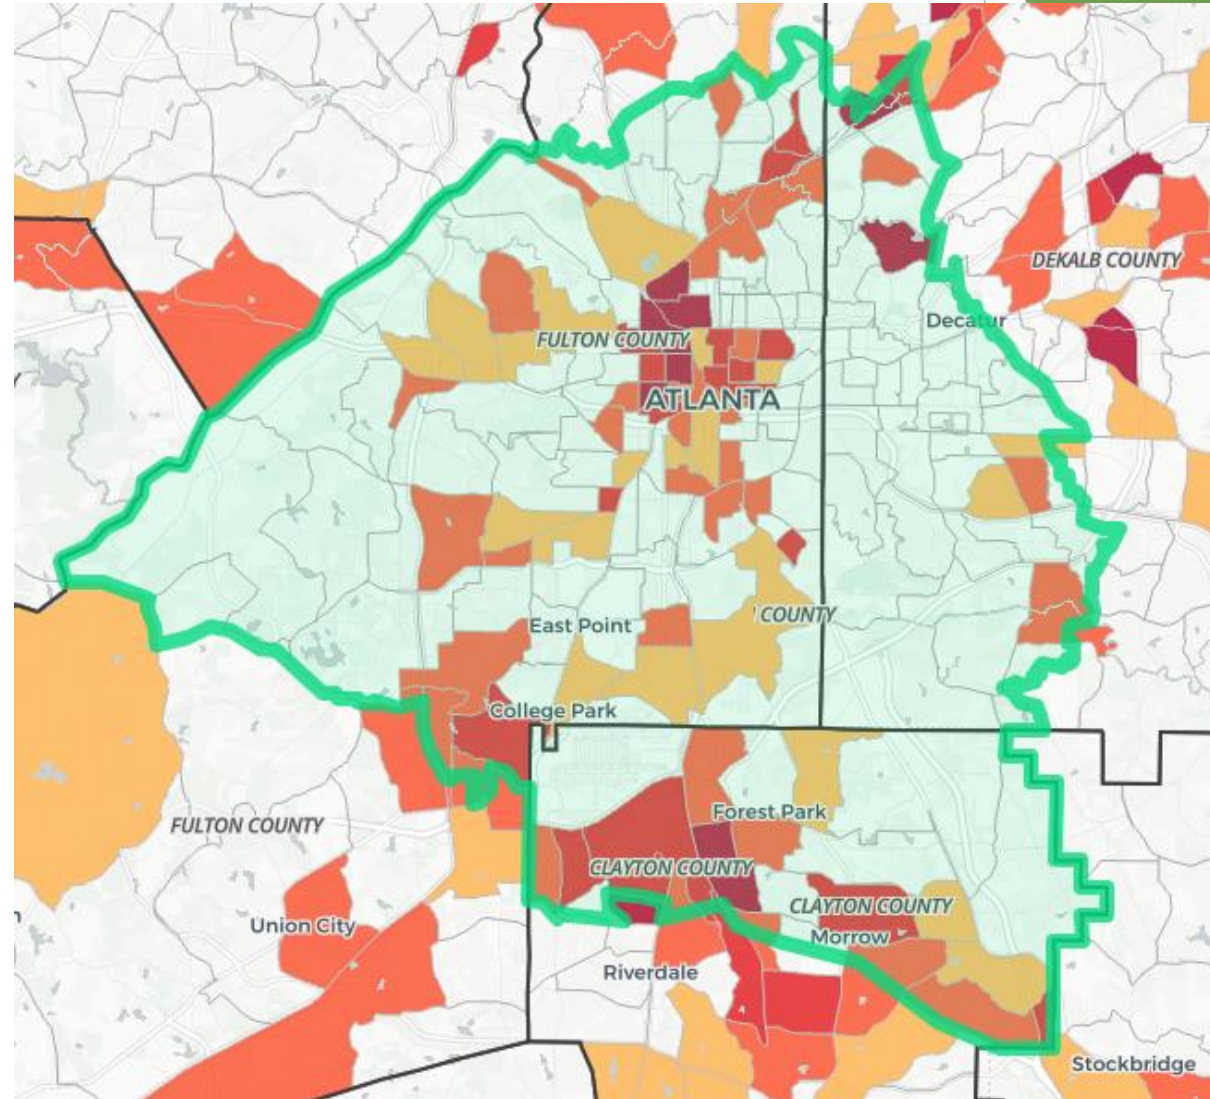 DEKALB COUNTY
Decatur
FULTON COUNTY
ATLANTA
COUNTY
East Point
College Park
Forest Park
FULTON COUNTY
CLAYTON COUNTY
CLAYTON COUNTY
Union City
Morrow
Riverdale
Stockbridge